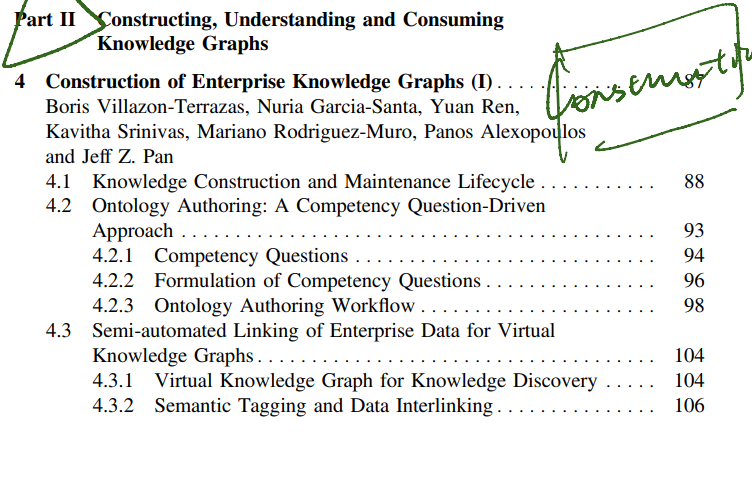 Part II Constructing, Understanding and Consuming
Knowledge Graphs
4 Construction of Enterprise Knowledge Graphs (I) . . . . . . . . . . . . 87
Boris Villazon-Terrazas, Nuria Garcia-Santa, Yuan Ren,
Kavitha Srinivas, Mariano Rodriguez-Muro, Panos Alexopoulos
and Jeff Z. Pan
4.1 Knowledge Construction and Maintenance Lifecycle . . . . . . . . . . . 88
4.2 Ontology Authoring: A Competency Question-Driven
Approach . . . . . . . . . . . . . . . . . . . . . . . . . . . . . . . . . . . . . . . . . . . . 93
4.2.1 Competency Questions . . . . . . . . . . . . . . . . . . . . . . . . . . . . 94
4.2.2 Formulation of Competency Questions . . . . . . . . . . . . . . . . 96
4.2.3 Ontology Authoring Workflow . . . . . . . . . . . . . . . . . . . . . . 98
4.3 Semi-automated Linking of Enterprise Data for Virtual
Knowledge Graphs . . . . . . . . . . . . . . . . . . . . . . . . . . . . . . . . . . . . . 104
4.3.1 Virtual Knowledge Graph for Knowledge Discovery . . . . . 104
4.3.2 Semantic Tagging and Data Interlinking . . . . . . . . . . . . . . . 106